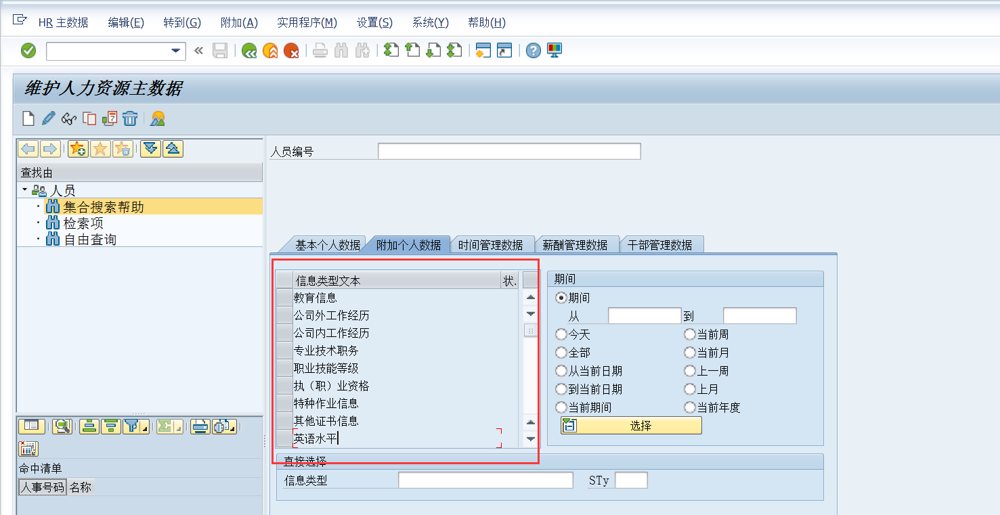 HR 主数据 编辑(E) 转到(G) 附加(A) 实用程序(M) 设置(S) 系统(Y) 帮助(H)
维护人力资源主数据
查找由
人员
集合搜索帮助
检索项
自由查询
命中清单
人事号码 名称
人员编号
基本个人数据 附加个人数据 时间管理数据 薪酬管理数据 干部管理数据
信息类型文本 状.
教育信息
公司外工作经历
公司内工作经历
专业技术职务
职业技能等级
执（职）业资格
特种作业信息
其他证书信息
英语水平
期间
期间
从 到
今天 当前周
全部 当前月
从当前日期 上一周
到当前日期 上月
当前期间 当前年度
选择
直接选择
信息类型 STy